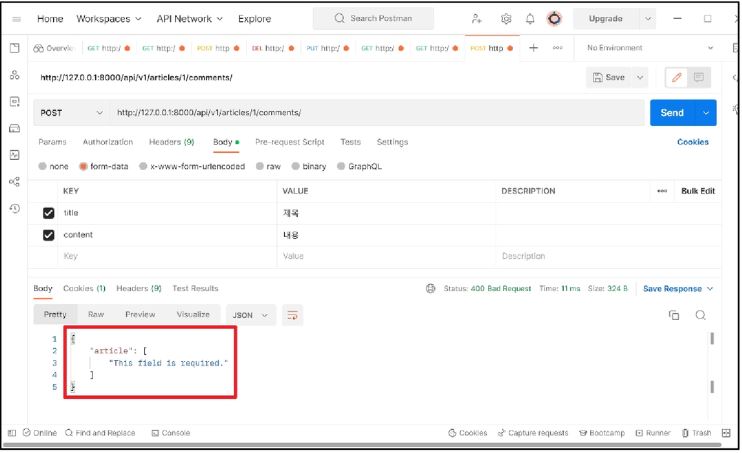 Home Workspaces API Network Explore Search Postman Upgrade
Overvie GET http:/ GET http:/ POST http DEL http:/ PUT http:/ GET http:/ GET http:/ POST http No Environment
http://127.0.0.1:8000/api/v1/articles/1/comments/ Save
POST http://127.0.0.1:8000/api/v1/articles/1/comments/ Send
Params Authorization Headers (9) Body Pre-request Script Tests Settings Cookies
none form-data x-www-form-urlencoded raw binary GraphQL
KEY VALUE DESCRIPTION Bulk Edit
title 제목
content 내용
Key Value Description
Body Cookies (1) Headers (9) Test Results Status: 400 Bad Request Time: 11 ms Size: 324 B Save Response
Pretty Raw Preview Visualize JSON
1 {
2 "article": [
3 "This field is required."
4 ]
5 }
Online Find and Replace Console Cookies Capture requests Bootcamp Runner Trash